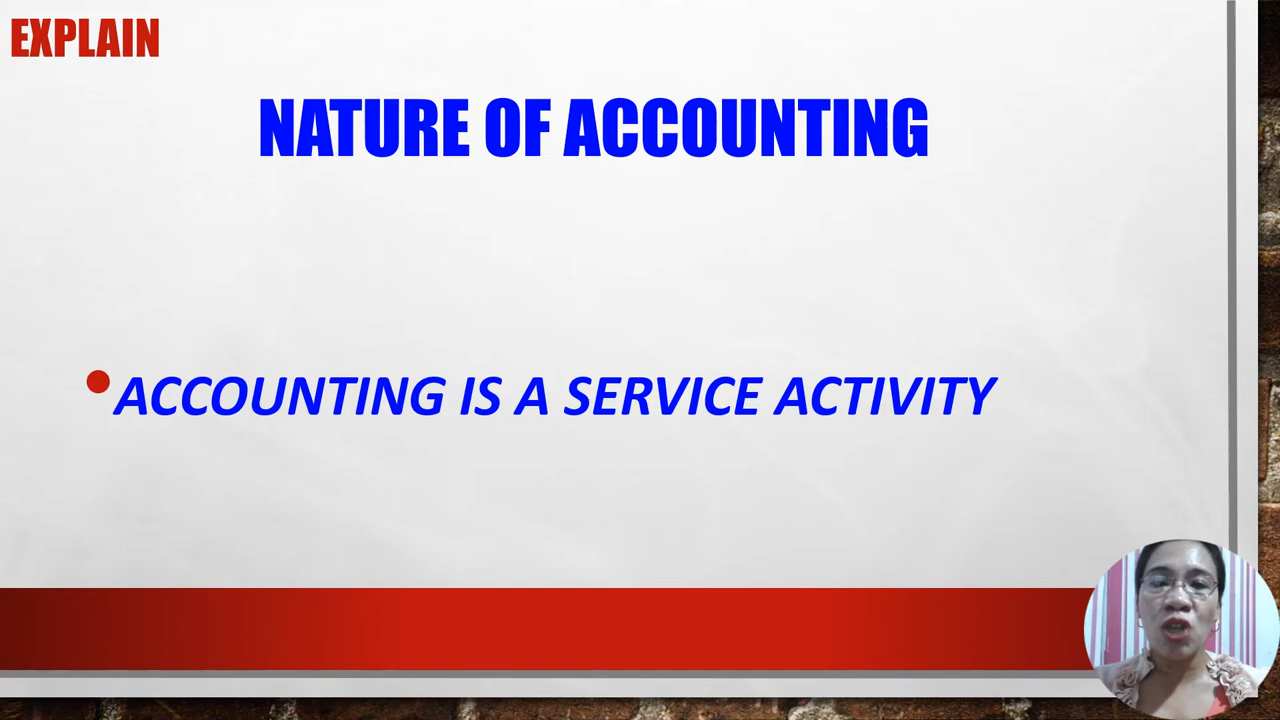 EXPLAIN
NATURE OF ACCOUNTING
•ACCOUNTING IS A SERVICE ACTIVITY